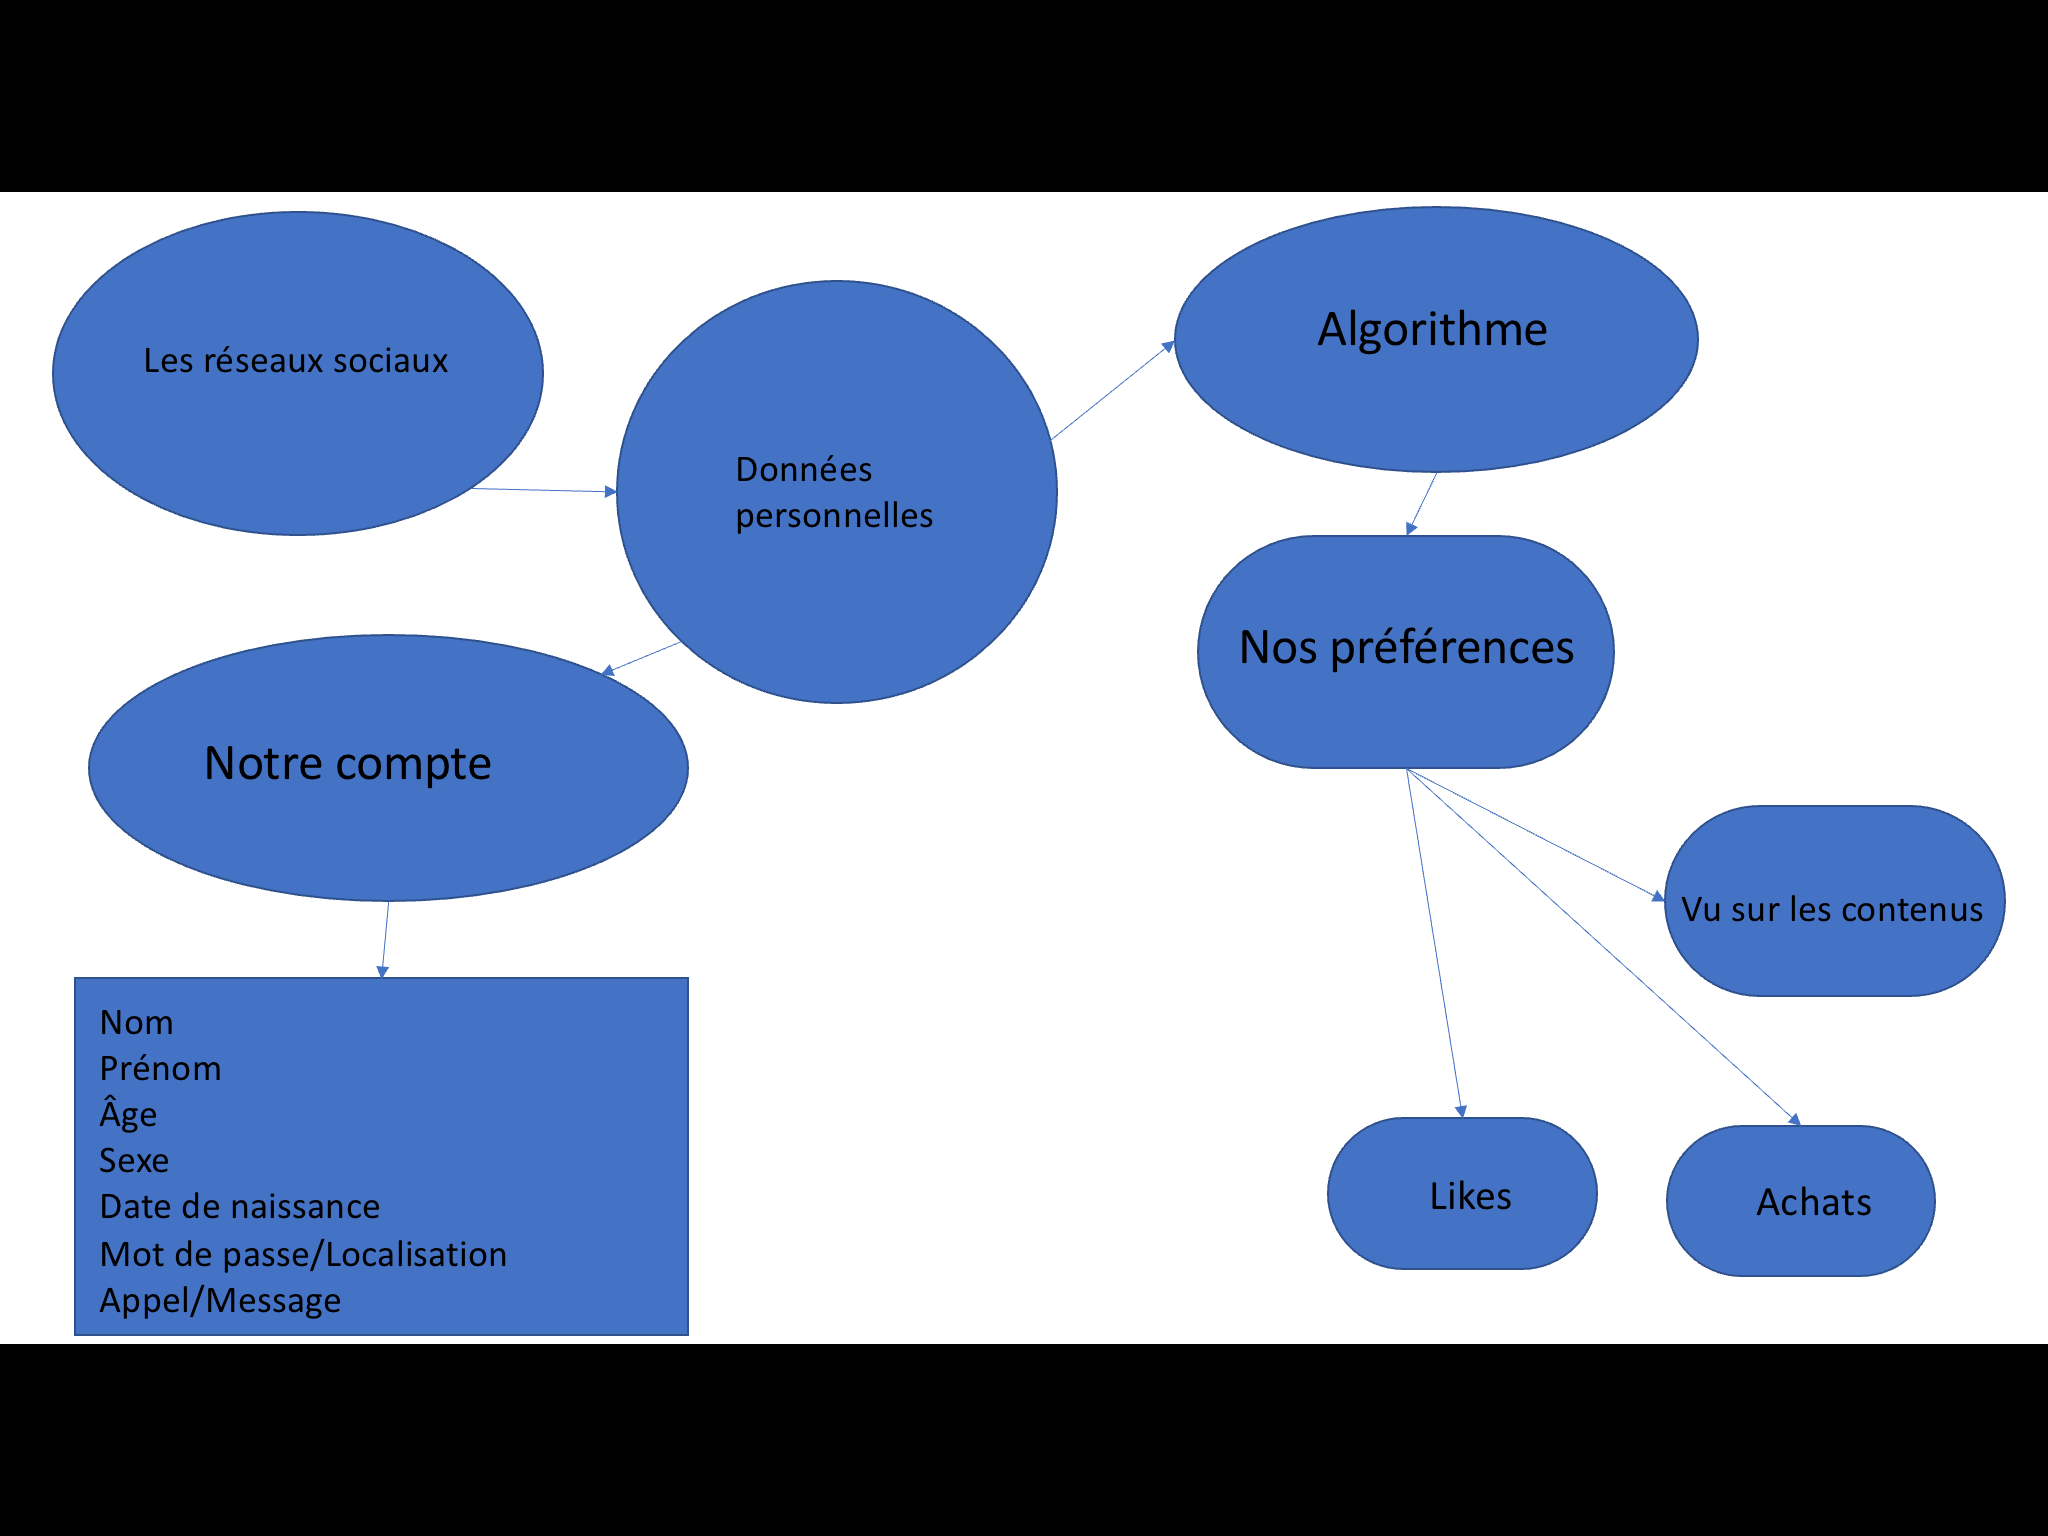 Les réseaux sociaux
Données
personnelles
Algorithme
Notre compte
Nos préférences
Nom
Prénom
Âge
Sexe
Date de naissance
Mot de passe/Localisation
Appel/Message
Vu sur les contenus
Likes
Achats